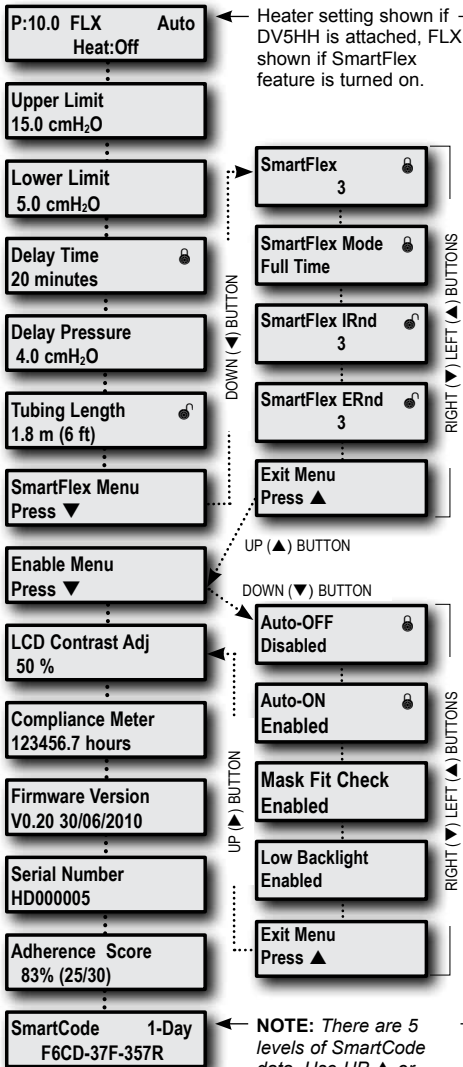 P:10.0 FLX Auto
Heat:Off
Heater setting shown if
DV5HH is attached, FLX
shown if SmartFlex
feature is turned on.
Upper Limit
15.0 cmH₂O
Lower Limit
5.0 cmH₂O
Delay Time
20 minutes
Delay Pressure
4.0 cmH₂O
Tubing Length
1.8 m (6 ft)
SmartFlex Menu
Press ▼
DOWN (◀) BUTTON
SmartFlex
3
SmartFlex Mode
Full Time
SmartFlex IRnd
3
SmartFlex ERnd
3
Exit Menu
Press ▲
RIGHT (▼) LEFT (▲) BUTTONS
UP (▲) BUTTON
Enable Menu
Press ▼
DOWN (▼) BUTTON
LCD Contrast Adj
50 %
Compliance Meter
123456.7 hours
Firmware Version
V0.20 30/06/2010
Serial Number
HD000005
Adherence Score
83% (25/30)
SmartCode 1-Day
F6CD-37F-357R
UP (▶) BUTTON
Auto-OFF
Disabled
Auto-ON
Enabled
Mask Fit Check
Enabled
Low Backlight
Enabled
Exit Menu
Press ▲
RIGHT (▼) LEFT (▲) BUTTONS
NOTE: There are 5
levels of SmartCode
data. Use UP ▲ or